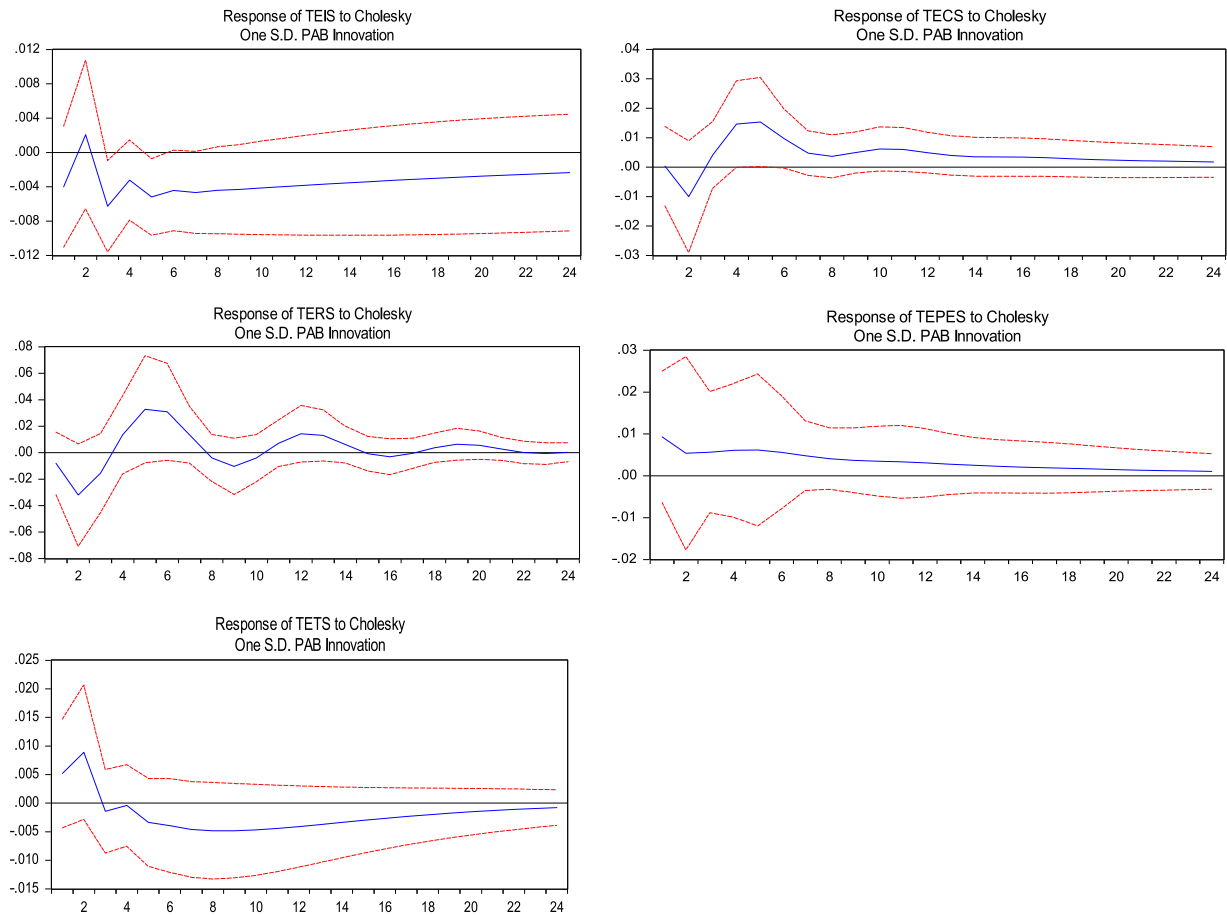 Response of TEIS to Cholesky
One S.D. PAB Innovation
.012
.008
.004
.000
-.004
-.008
-.012
2 4 6 8 10 12 14 16 18 20 22 24
Response of TECS to Cholesky
One S.D. PAB Innovation
.04
.03
.02
.01
.00
-.01
-.02
-.03
2 4 6 8 10 12 14 16 18 20 22 24
Response of TERS to Cholesky
One S.D. PAB Innovation
.08
.06
.04
.02
.00
-.02
-.04
-.06
-.08
2 4 6 8 10 12 14 16 18 20 22 24
Response of TEPES to Cholesky
One S.D. PAB Innovation
.03
.02
.01
.00
-.01
-.02
2 4 6 8 10 12 14 16 18 20 22 24
Response of TETS to Cholesky
One S.D. PAB Innovation
.025
.020
.015
.010
.005
.000
-.005
-.010
-.015
2 4 6 8 10 12 14 16 18 20 22 24